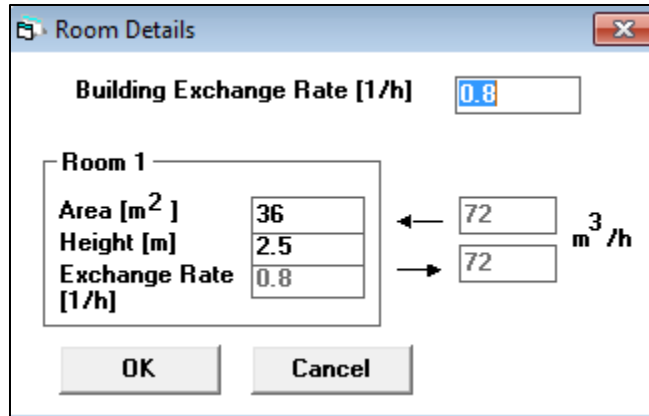 Room Details
Building Exchange Rate [1/h] 0.8
Room 1
Area [m²] 36 72
Height [m] 2.5 m³/h
Exchange Rate 0.8 72
[1/h]
OK Cancel